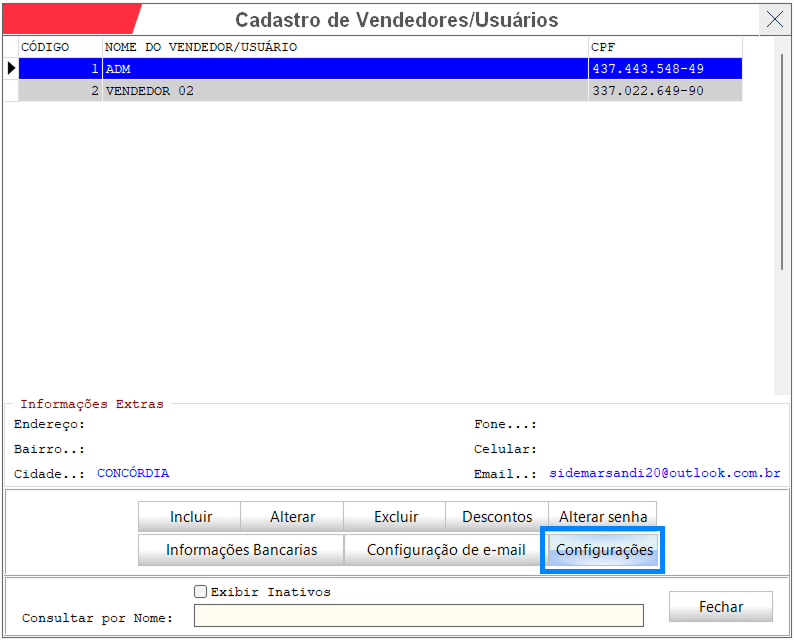 Cadastro de Vendedores/Usuários
CÓDIGO NOME DO VENDEDOR/USUÁRIO CPF
1 ADM 437.443.548-49
2 VENDEDOR 02 337.022.649-90
Informações Extras
Endereço: Fone...:
Bairro..: Celular:
Cidade..: CONCÓRDIA Email..: sidemarsandi20@outlook.com.br
Incluir Alterar Excluir Descontos Alterar senha
Informações Bancarias Configuração de e-mail Configurações
Exibir Inativos
Consultar por Nome: Fechar